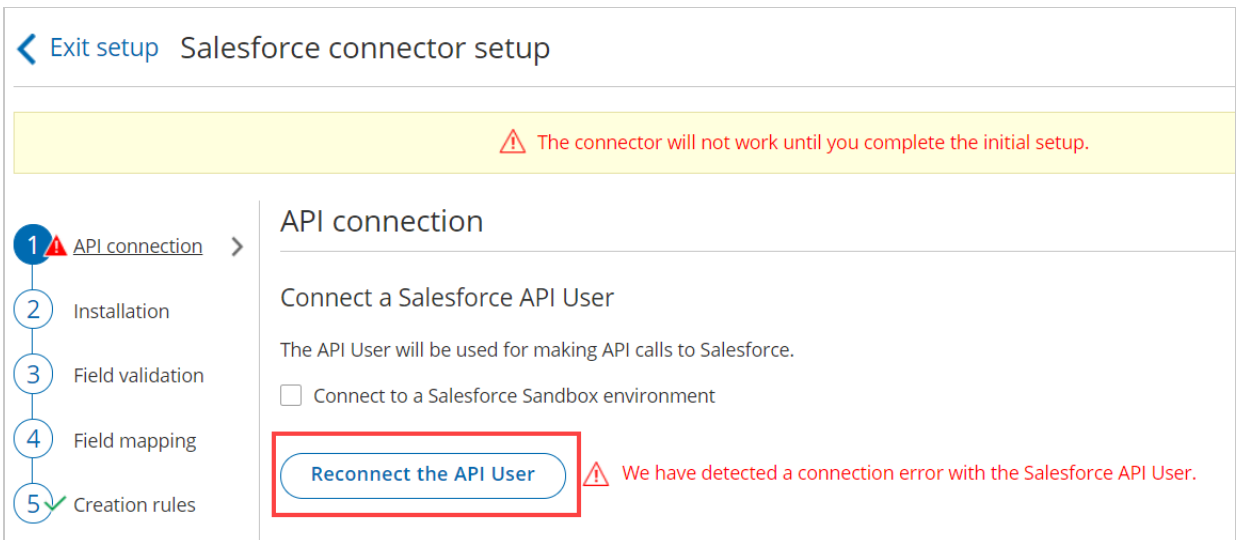 Exit setup Salesforce connector setup
The connector will not work until you complete the initial setup.
1 API connection
2 Installation
3 Field validation
4 Field mapping
5 Creation rules
API connection
Connect a Salesforce API User
The API User will be used for making API calls to Salesforce.
Connect to a Salesforce Sandbox environment
Reconnect the API User We have detected a connection error with the Salesforce API User.